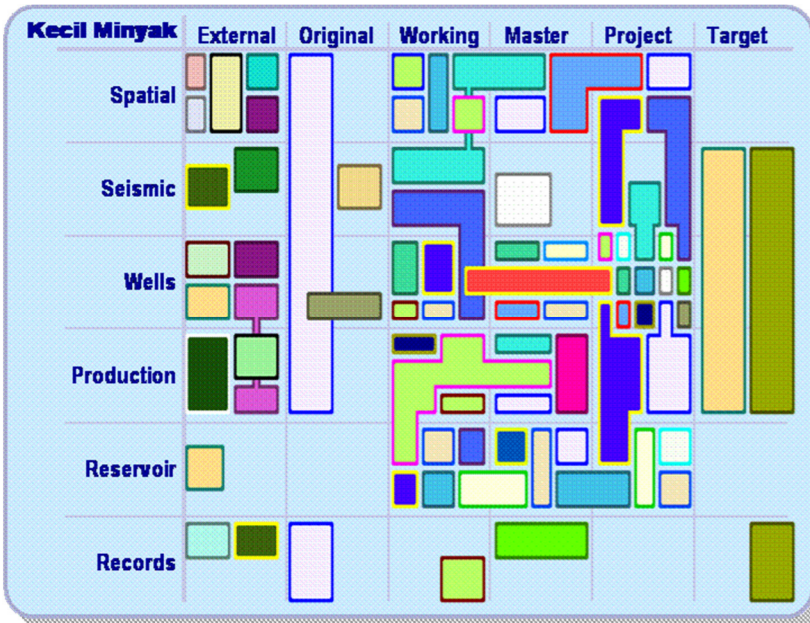 Kecil Minyak External Original Working Master Project Target
Spatial
Seismic
Wells
Production
Reservoir
Records